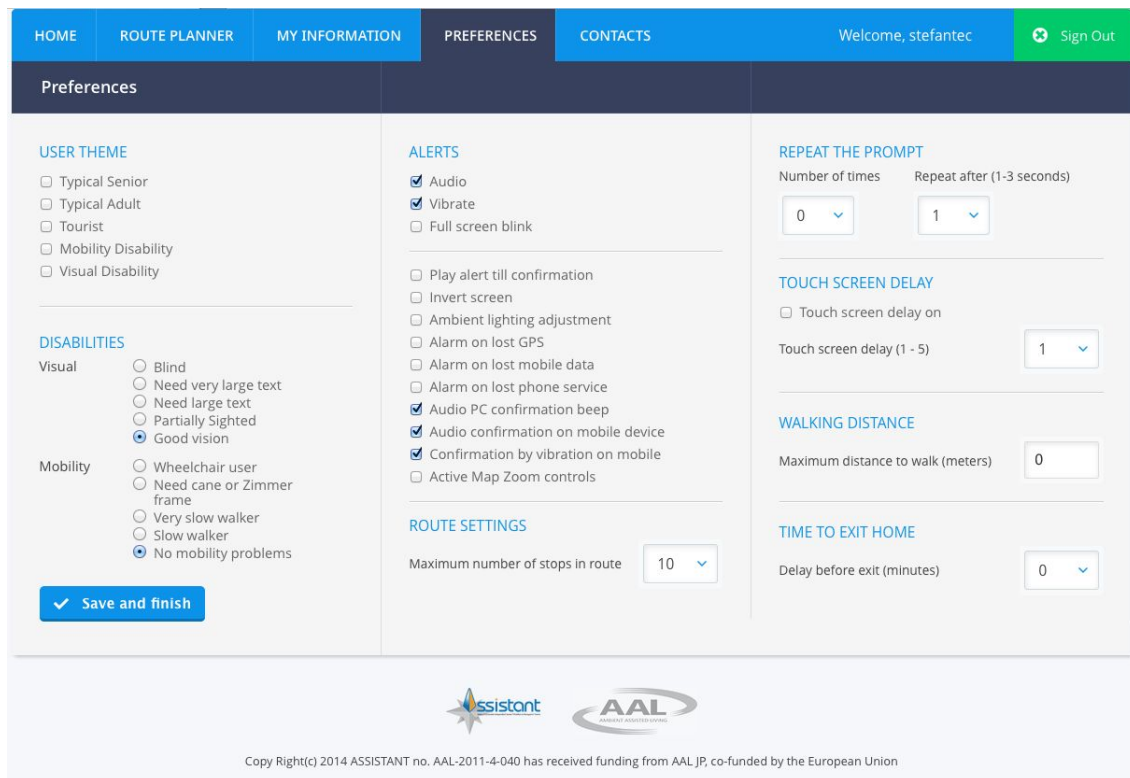 HOME
ROUTE PLANNER
MY INFORMATION
PREFERENCES
CONTACTS
Welcome, stefantec
Sign Out
Preferences
USER THEME
Typical Senior
Typical Adult
Tourist
Mobility Disability
Visual Disability
DISABILITIES
Visual
Blind
Need very large text
Need large text
Partially Sighted
Good vision
Mobility
Wheelchair user
Need cane or Zimmer
frame
Very slow walker
Slow walker
No mobility problems
Save and finish
ALERTS
Audio
Vibrate
Full screen blink
Play alert till confirmation
Invert screen
Ambient lighting adjustment
Alarm on lost GPS
Alarm on lost mobile data
Alarm on lost phone service
Audio PC confirmation beep
Audio confirmation on mobile device
Confirmation by vibration on mobile
Active Map Zoom controls
ROUTE SETTINGS
Maximum number of stops in route
10
REPEAT THE PROMPT
Number of times
Repeat after (1-3 seconds)
0
1
TOUCH SCREEN DELAY
Touch screen delay on
Touch screen delay (1 - 5)
1
WALKING DISTANCE
Maximum distance to walk (meters)
0
TIME TO EXIT HOME
Delay before exit (minutes)
0
Assistant
AAL
AMBIENT ASSISTED LIVING
Copy Right(c) 2014 ASSISTANT no. AAL-2011-4-040 has received funding from AAL JP, co-funded by the European Union